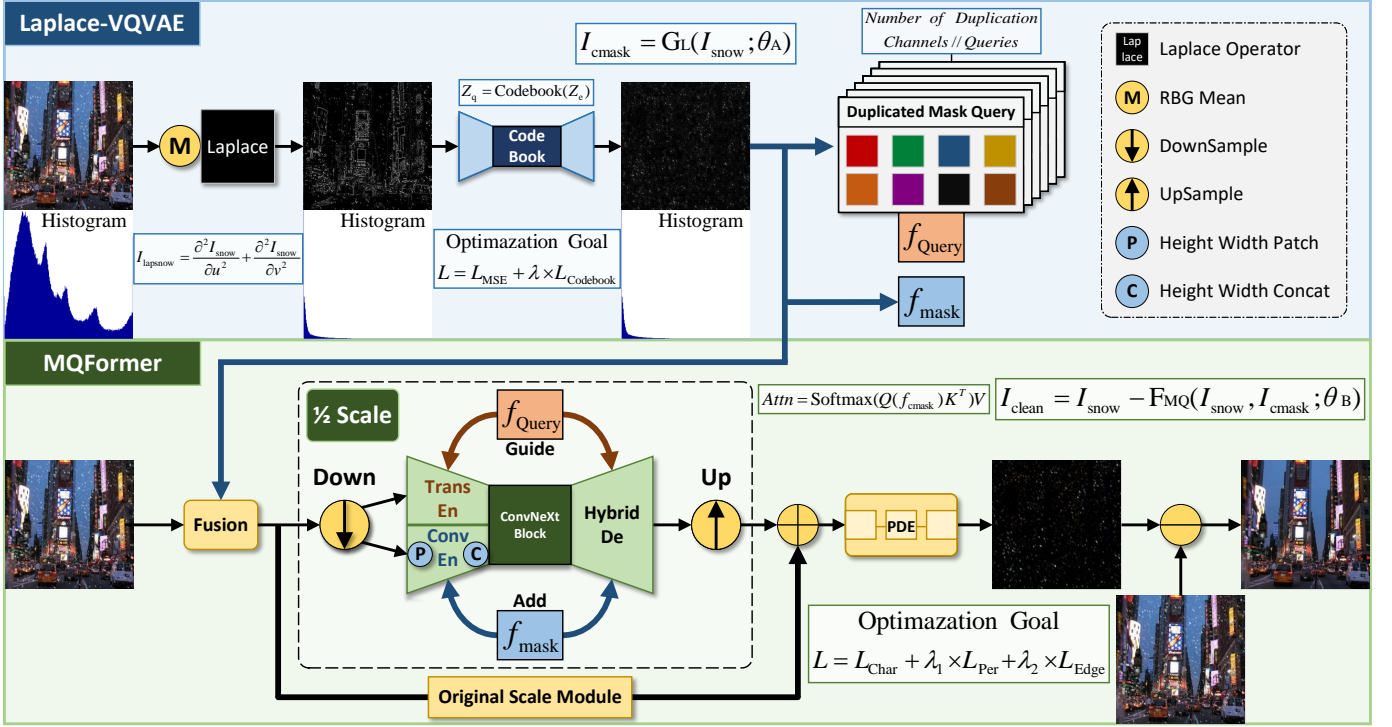 Laplace-VQVAE
I_cmask = G_L(I_snow; θ_A)
Number of Duplication
Channels // Queries
M
Laplace
Z_q = Codebook(Z_e)
Code
Book
Duplicated Mask Query
Histogram
Histogram
Histogram
I_lapsnow = ∂²I_snow/∂u² + ∂²I_snow/∂v²
Optimazation Goal
L = L_MSE + λ × L_Codebook
f_Query
f_mask
Lap
lace
Laplace Operator
M
RBG Mean
DownSample
UpSample
P
Height Width Patch
C
Height Width Concat
MQFormer
½ Scale
f_Query
Guide
Attn = Softmax(Q(f_cmask)K^T)V
I_clean = I_snow − F_MQ(I_snow, I_cmask; θ_B)
Fusion
Down
Trans
En
Conv
En
P
C
ConvNeXt
Block
Hybrid
De
Up
PDE
Add
f_mask
Optimazation Goal
L = L_Char + λ_1 × L_Per + λ_2 × L_Edge
Original Scale Module